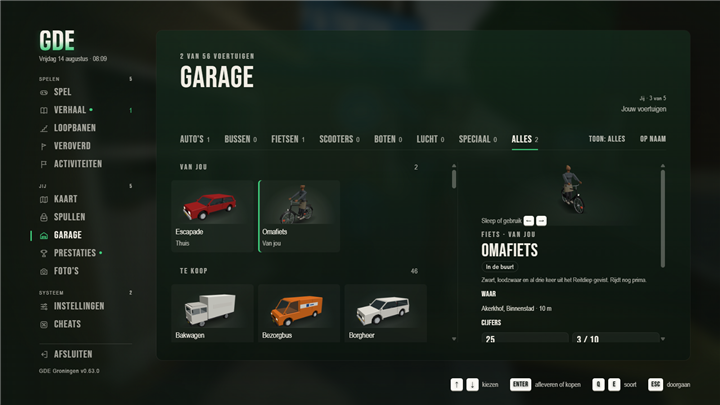 GDE
Vrijdag 14 augustus · 08:09
SPELEN 5
SPEL
VERHAAL 1
LOOPBANEN
VEROVERD
ACTIVITEITEN
JIJ 5
KAART
SPULLEN
GARAGE
PRESTATIES
FOTO'S
SYSTEEM 2
INSTELLINGEN
CHEATS
AFSLUITEN
GDE Groningen v0.63.0
2 VAN 56 VOERTUIGEN
GARAGE
Jij · 3 van 5
Jouw voertuigen
AUTO'S 1 BUSSEN 0 FIETSEN 1 SCOOTERS 0 BOTEN 0 LUCHT 0 SPECIAAL 0 ALLES 2 TOON: ALLES OP NAAM
VAN JOU 2
Escapade
Thuis
Omafiets
Van jou
TE KOOP 46
Bakwagen
Bezorgbus
Borgheer
Sleep of gebruik ← →
FIETS · VAN JOU
OMAFIETS
In de buurt
Zwart, loodzwaar en al drie keer uit het Reitdiep gevist. Rijdt nog prima.
WAAR
Akerkhof, Binnenstad · 10 m
CIJFERS
25 3 / 10
↑ ↓ kiezen ENTER afleveren of kopen Q E soort ESC doorgaan